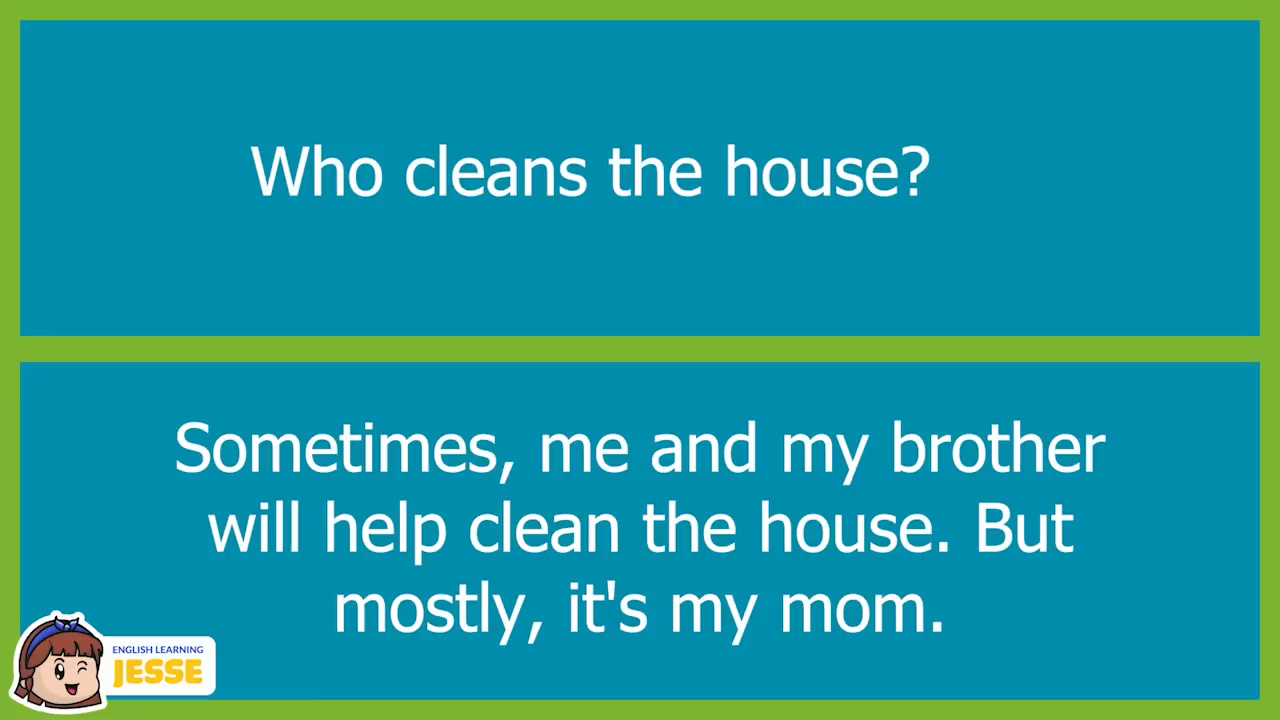 Who cleans the house?
Sometimes, me and my brother
will help clean the house. But
mostly, it's my mom.
ENGLISH LEARNING
JESSE